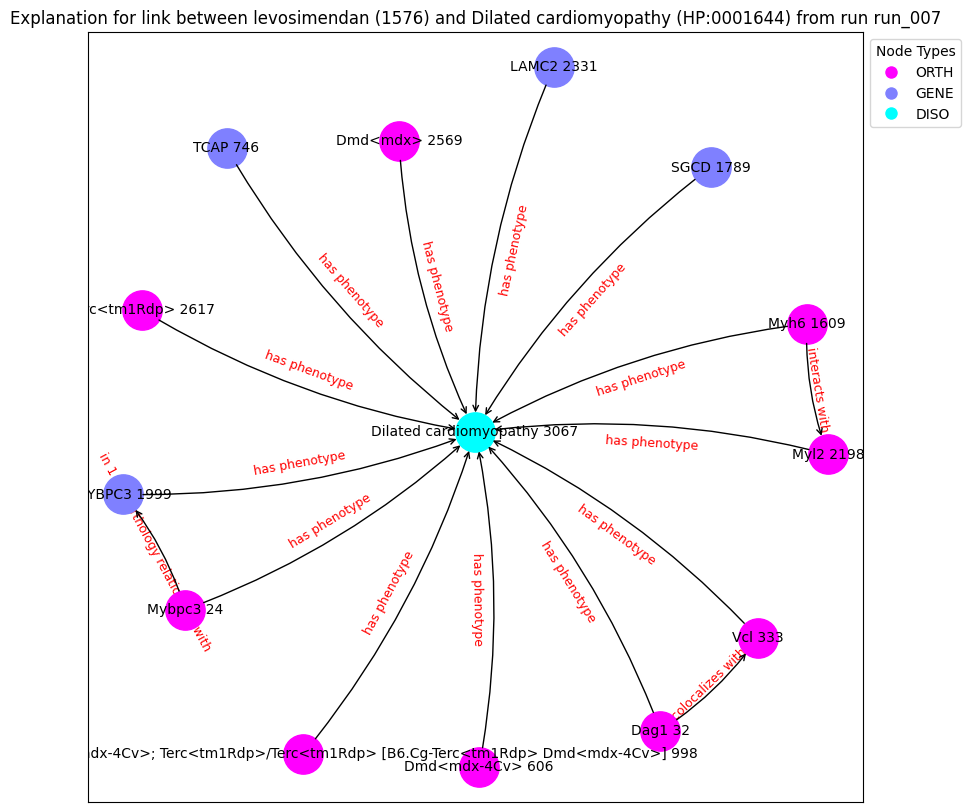 Explanation for link between levosimendan (1576) and Dilated cardiomyopathy (HP:0001644) from run run_007
Node Types
ORTH
GENE
DISO
LAMC2 2331
TCAP 746
Dmd<mdx> 2569
SGCD 1789
has phenotype
has phenotype
has phenotype
has phenotype
c<tm1Rdp> 2617
Myh6 1609
has phenotype
has phenotype
interacts with
Dilated cardiomyopathy 3067
has phenotype
Myl2 2198
in 1
has phenotype
YBPC3 1999
has phenotype
has phenotype
thology relatio
has phenotype
has phenotype
has phenotype
Mybpc3 24
with
Vcl 333
colocalizes with
Dag1 32
mdx-4Cv>; Terc<tm1Rdp>/Terc<tm1Rdp> [B6.Cg-Terc<tm1Rdp> Dmd<mdx-4Cv>] 998
Dmd<mdx-4Cv> 606